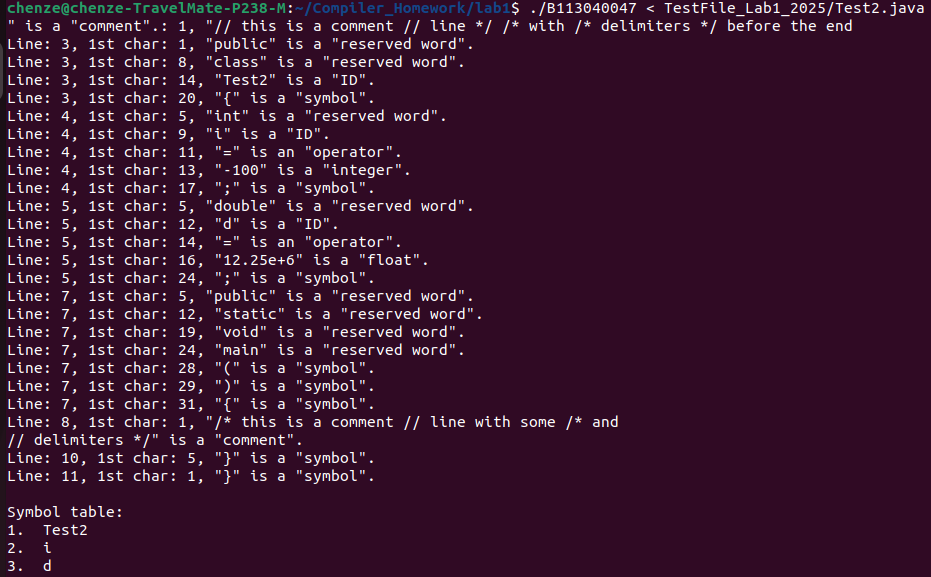 chenze@chenze-TravelMate-P238-M:~/Compiler_Homework/lab1$ ./B113040047 < TestFile_Lab1_2025/Test2.java
" is a "comment".: 1, "// this is a comment // line */ /* with /* delimiters */ before the end
Line: 3, 1st char: 1, "public" is a "reserved word".
Line: 3, 1st char: 8, "class" is a "reserved word".
Line: 3, 1st char: 14, "Test2" is a "ID".
Line: 3, 1st char: 20, "{" is a "symbol".
Line: 4, 1st char: 5, "int" is a "reserved word".
Line: 4, 1st char: 9, "i" is a "ID".
Line: 4, 1st char: 11, "=" is an "operator".
Line: 4, 1st char: 13, "-100" is a "integer".
Line: 4, 1st char: 17, ";" is a "symbol".
Line: 5, 1st char: 5, "double" is a "reserved word".
Line: 5, 1st char: 12, "d" is a "ID".
Line: 5, 1st char: 14, "=" is an "operator".
Line: 5, 1st char: 16, "12.25e+6" is a "float".
Line: 5, 1st char: 24, ";" is a "symbol".
Line: 7, 1st char: 5, "public" is a "reserved word".
Line: 7, 1st char: 12, "static" is a "reserved word".
Line: 7, 1st char: 19, "void" is a "reserved word".
Line: 7, 1st char: 24, "main" is a "reserved word".
Line: 7, 1st char: 28, "(" is a "symbol".
Line: 7, 1st char: 29, ")" is a "symbol".
Line: 7, 1st char: 31, "{" is a "symbol".
Line: 8, 1st char: 1, "/* this is a comment // line with some /* and
// delimiters */" is a "comment".
Line: 10, 1st char: 5, "}" is a "symbol".
Line: 11, 1st char: 1, "}" is a "symbol".

Symbol table:
1.  Test2
2.  i
3.  d